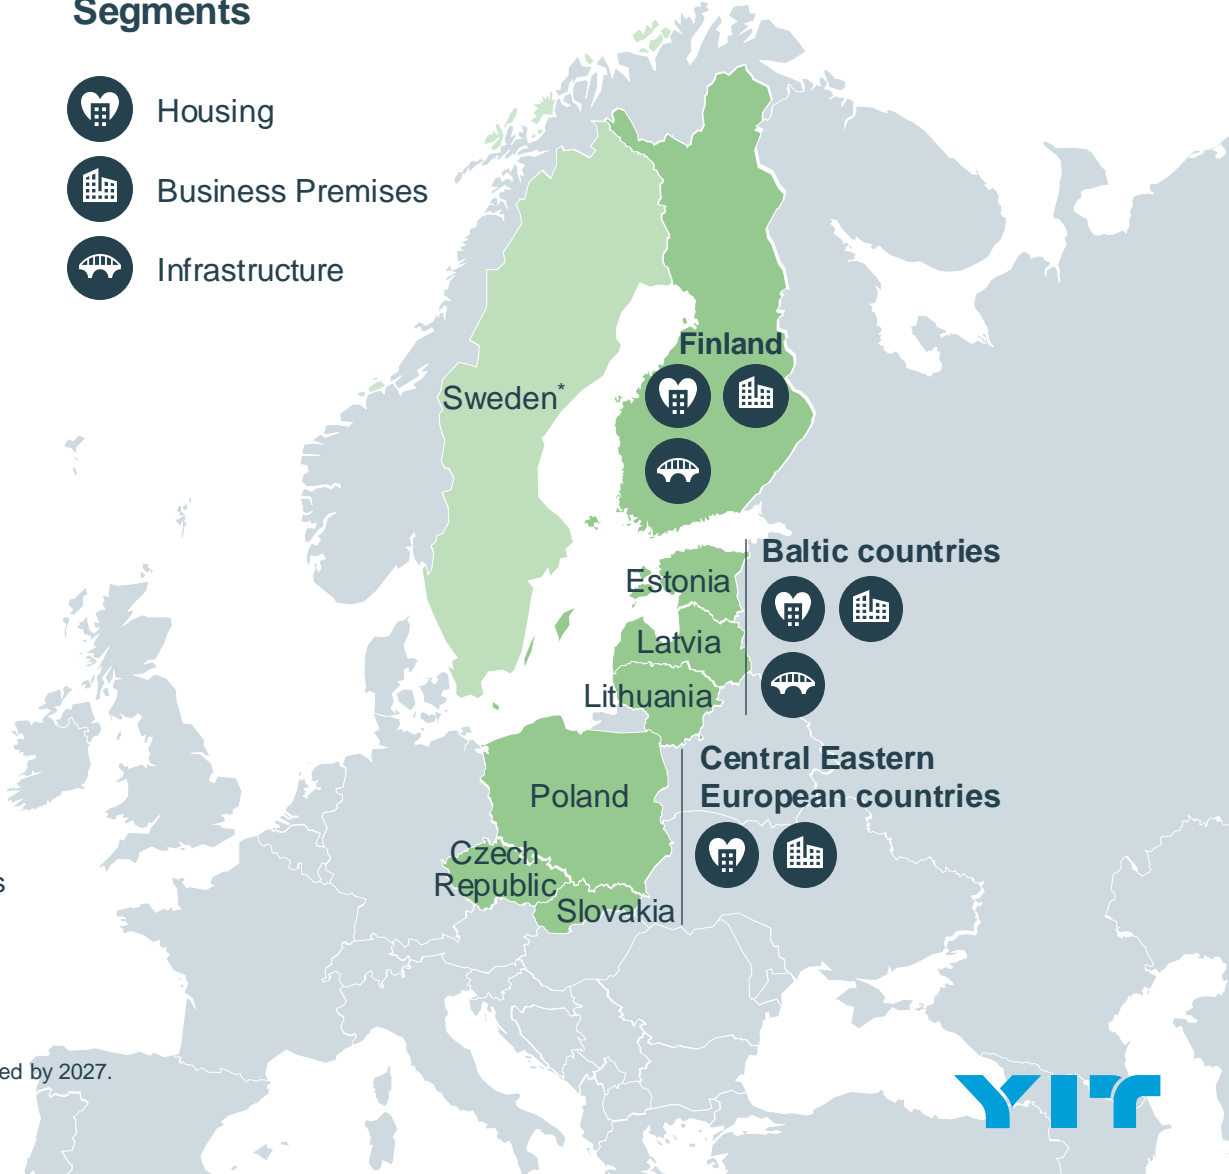 Segments
Housing
Business Premises
Infrastructure
Finland
Sweden*
Baltic countries
Estonia
Latvia
Lithuania
Central Eastern
European countries
Poland
Czech
Republic
Slovakia
s
ed by 2027.
YIT